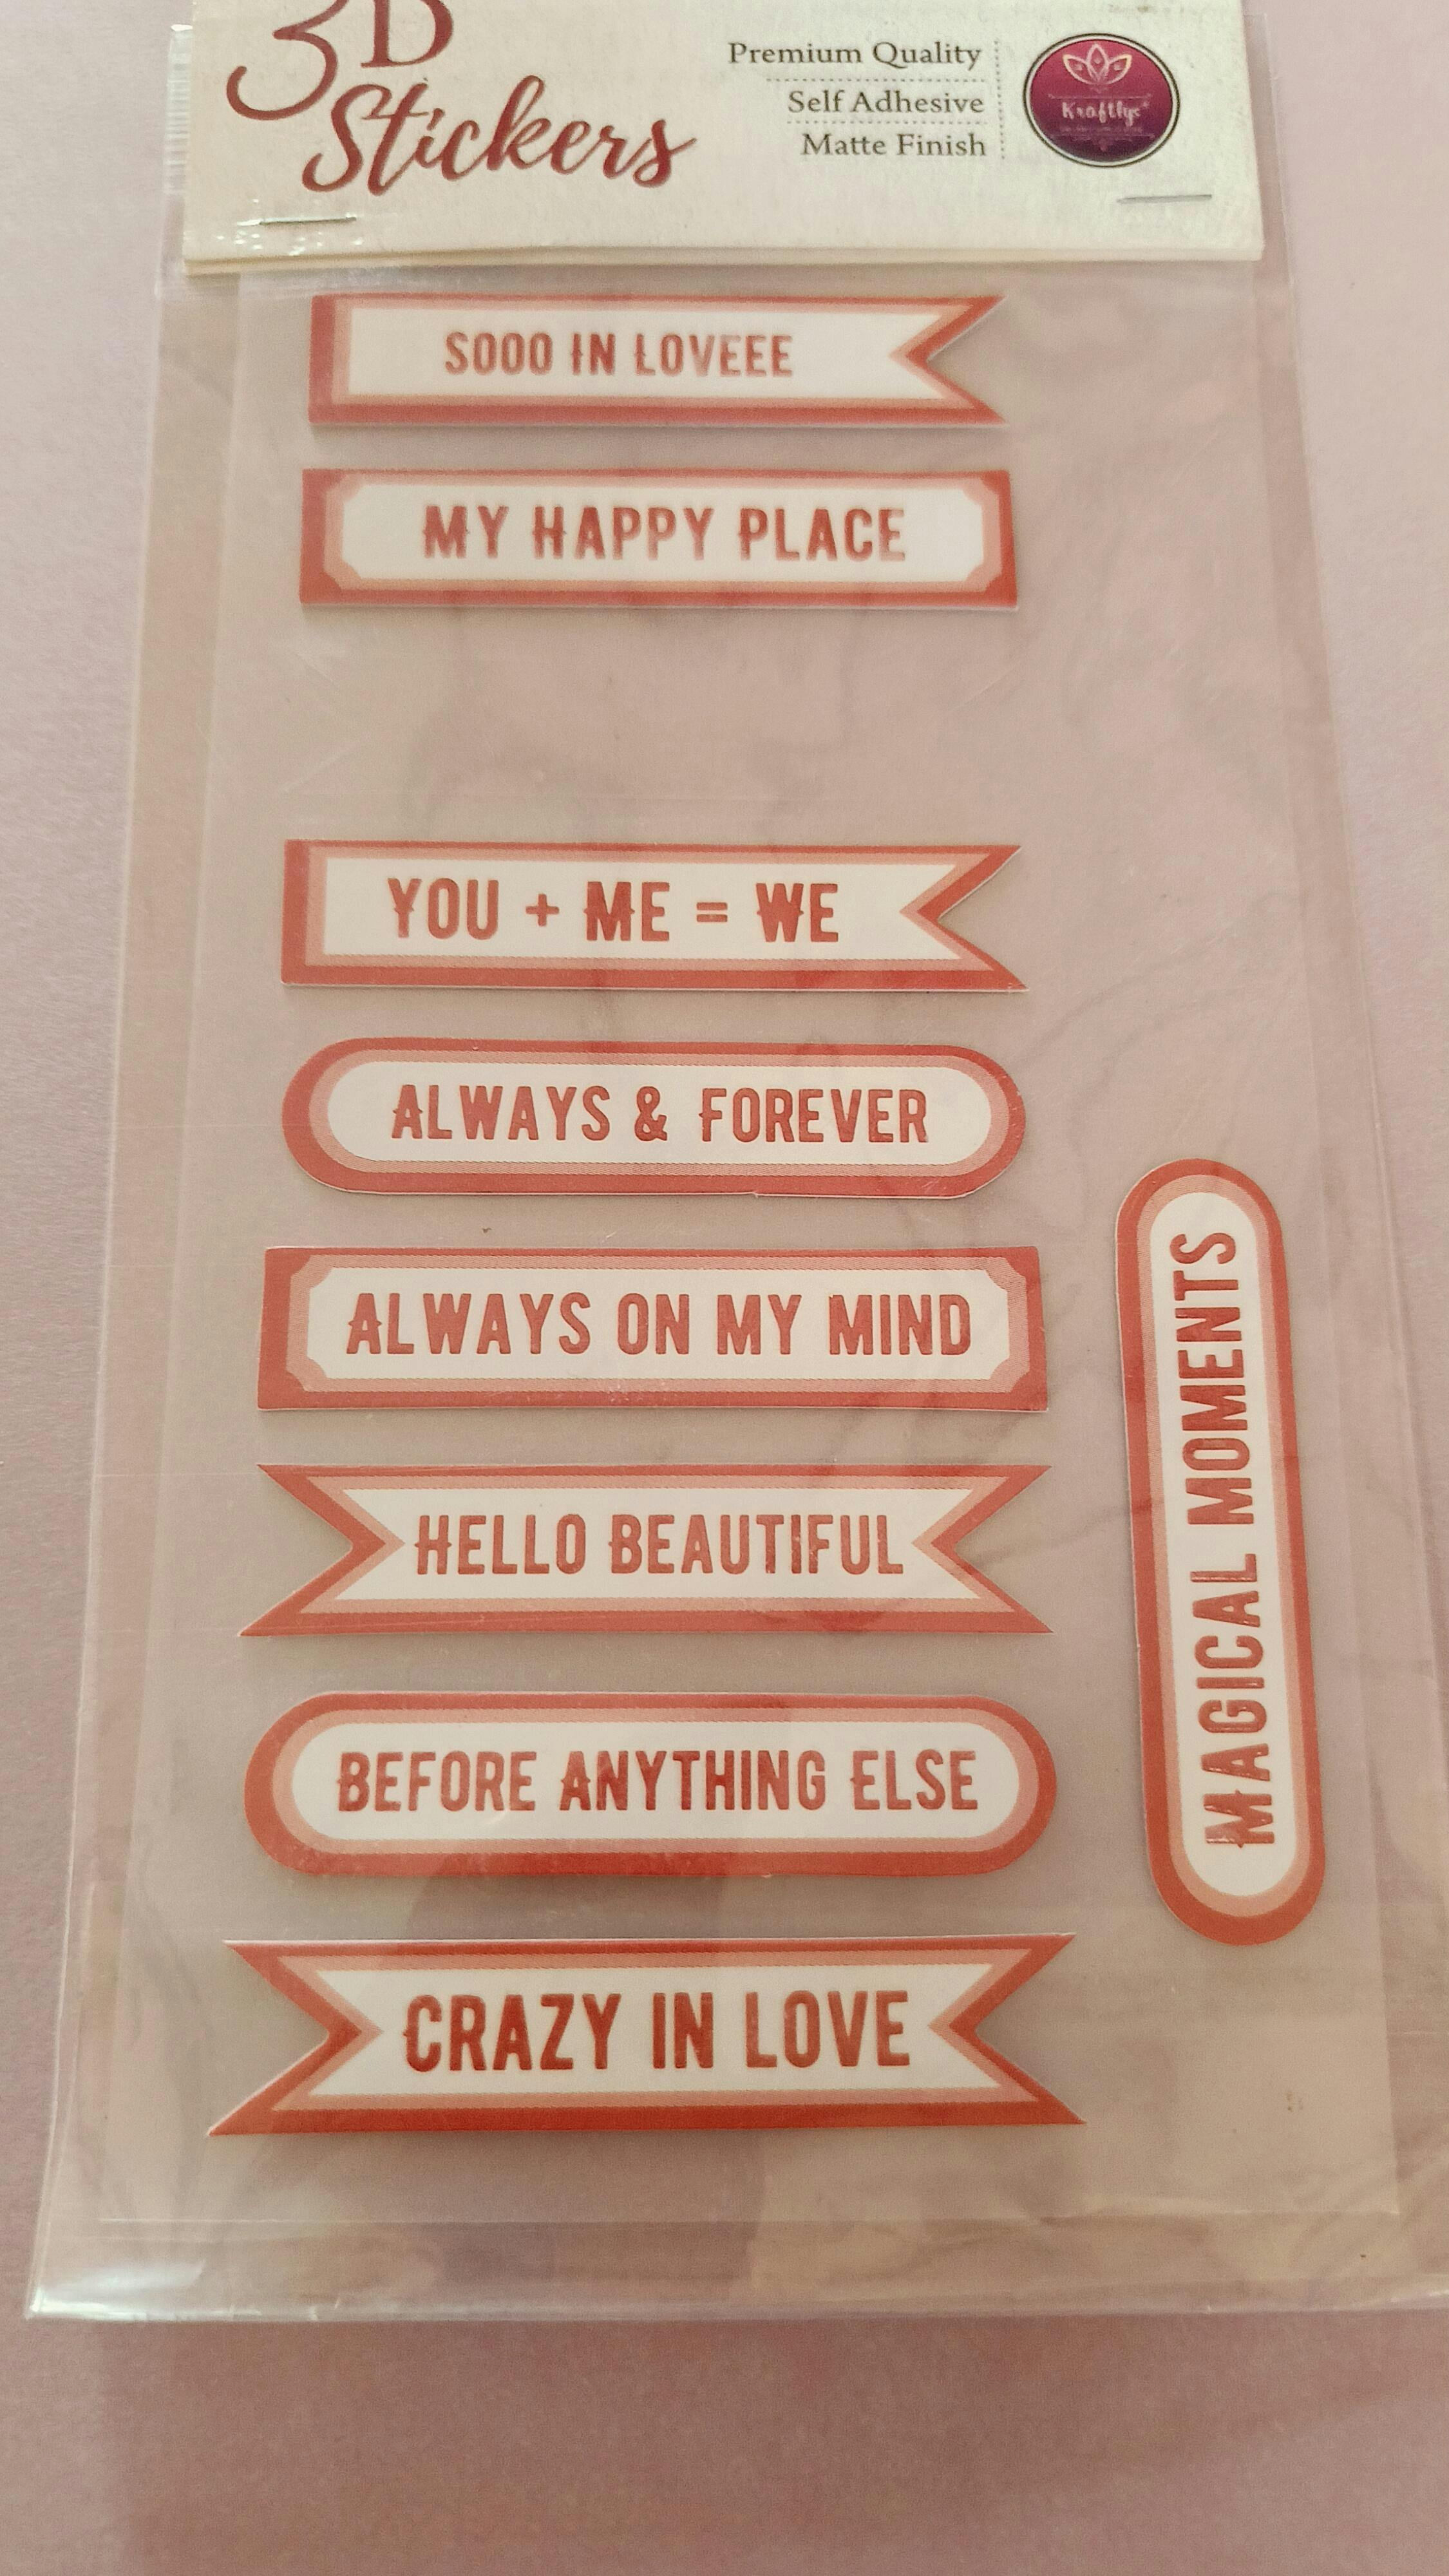 3D
Stickers
Premium Quality
Self Adhesive
Matte Finish
Kraftlys
SOOO IN LOVEEE
MY HAPPY PLACE
YOU + ME = WE
ALWAYS & FOREVER
ALWAYS ON MY MIND
HELLO BEAUTIFUL
BEFORE ANYTHING ELSE
CRAZY IN LOVE
MAGICAL MOMENTS